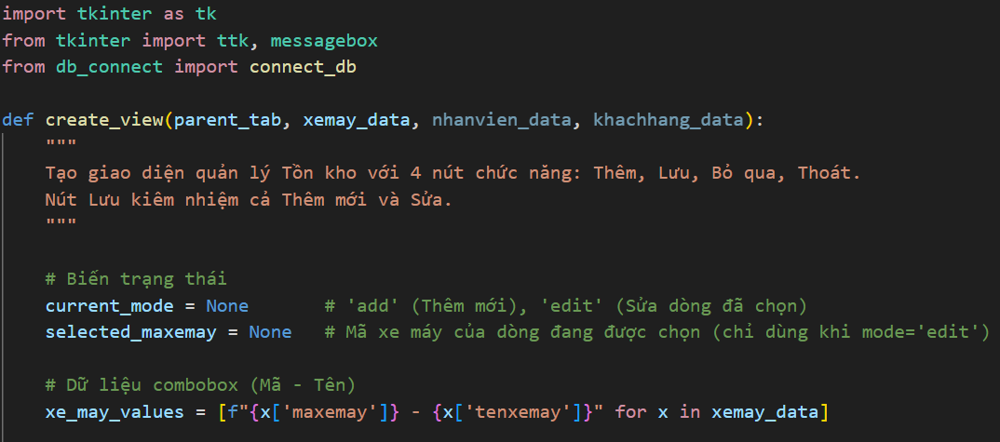 import tkinter as tk
from tkinter import ttk, messagebox
from db_connect import connect_db

def create_view(parent_tab, xemay_data, nhanvien_data, khachhang_data):
    """
    Tạo giao diện quản lý Tồn kho với 4 nút chức năng: Thêm, Lưu, Bỏ qua, Thoát.
    Nút Lưu kiêm nhiệm cả Thêm mới và Sửa.
    """

    # Biến trạng thái
    current_mode = None       # 'add' (Thêm mới), 'edit' (Sửa dòng đã chọn)
    selected_maxemay = None   # Mã xe máy của dòng đang được chọn (chỉ dùng khi mode='edit')

    # Dữ liệu combobox (Mã - Tên)
    xe_may_values = [f"{x['maxemay']} - {x['tenxemay']}" for x in xemay_data]